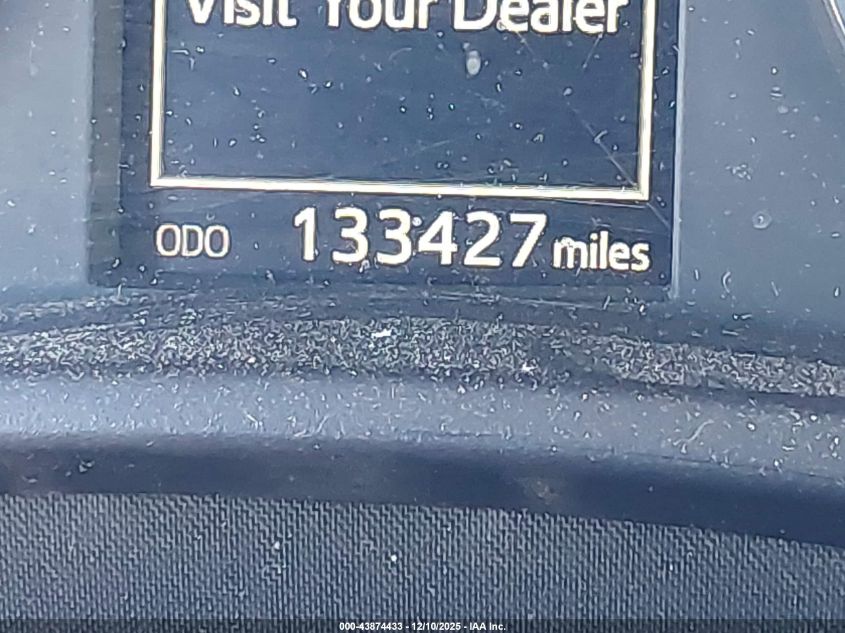 Visit Your Dealer
ODO 133427 miles
000-43874433 - 12/10/2025 - IAA Inc.